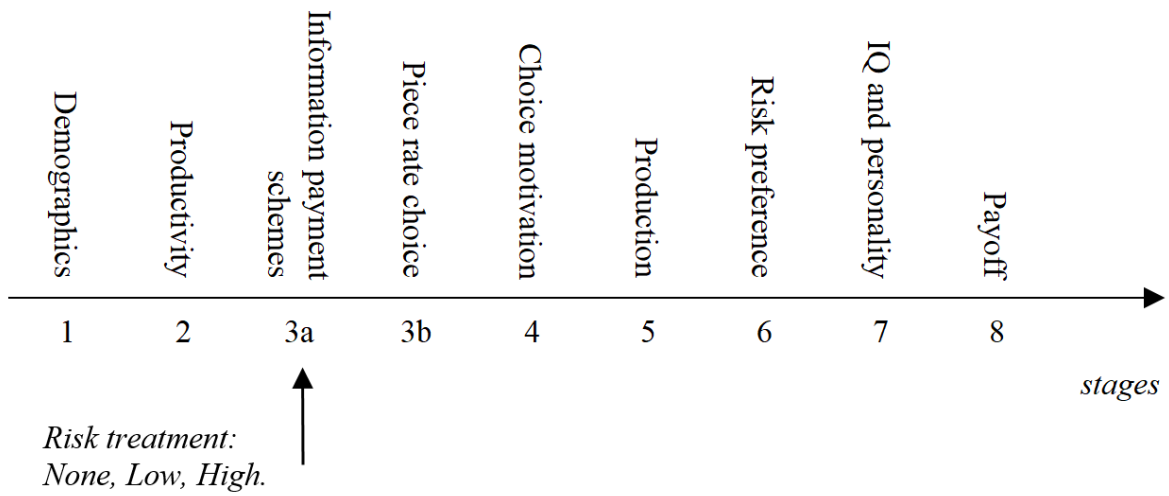 Demographics
Productivity
Information payment
schemes
Piece rate choice
Choice motivation
Production
Risk preference
IQ and personality
Payoff
1 2 3a 3b 4 5 6 7 8
stages
Risk treatment:
None, Low, High.